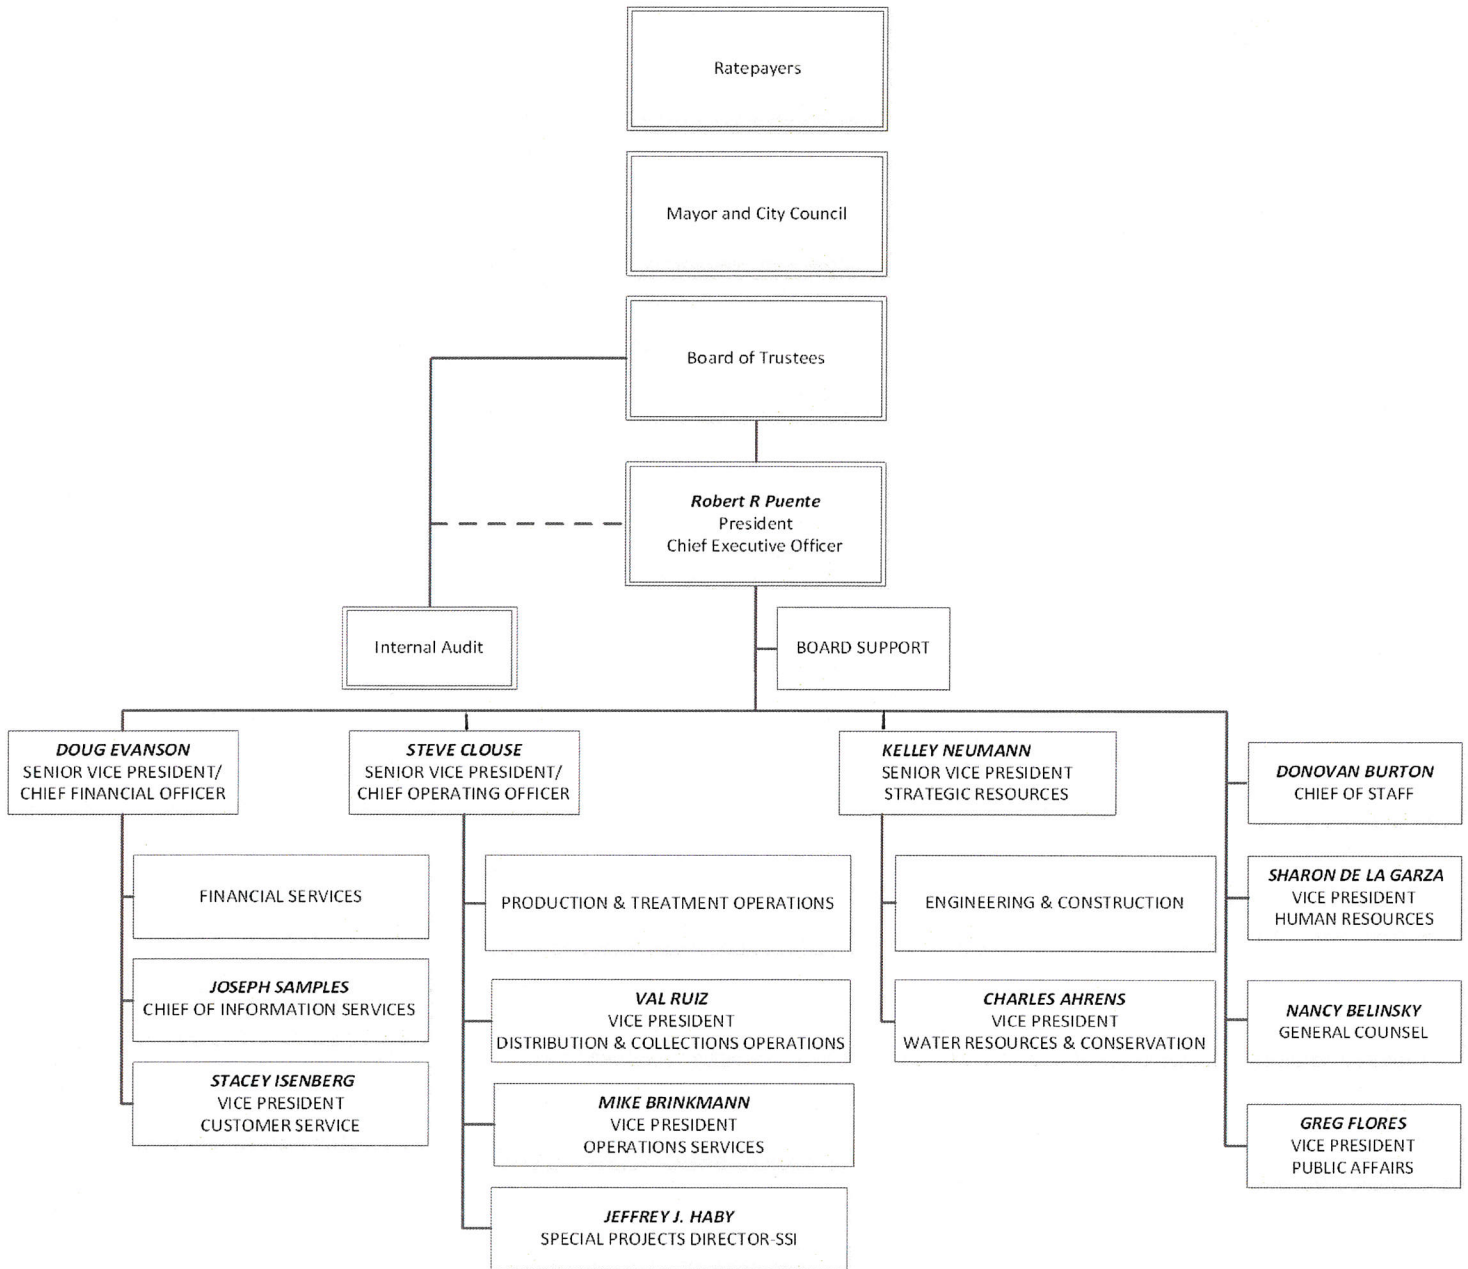 Ratepayers
Mayor and City Council
Board of Trustees
Robert R Puente
President
Chief Executive Officer
Internal Audit
BOARD SUPPORT
DOUG EVANSON
SENIOR VICE PRESIDENT/
CHIEF FINANCIAL OFFICER
FINANCIAL SERVICES
JOSEPH SAMPLES
CHIEF OF INFORMATION SERVICES
STACEY ISENBERG
VICE PRESIDENT
CUSTOMER SERVICE
STEVE CLOUSE
SENIOR VICE PRESIDENT/
CHIEF OPERATING OFFICER
PRODUCTION & TREATMENT OPERATIONS
VAL RUIZ
VICE PRESIDENT
DISTRIBUTION & COLLECTIONS OPERATIONS
MIKE BRINKMANN
VICE PRESIDENT
OPERATIONS SERVICES
JEFFREY J. HABY
SPECIAL PROJECTS DIRECTOR-SSI
KELLEY NEUMANN
SENIOR VICE PRESIDENT
STRATEGIC RESOURCES
ENGINEERING & CONSTRUCTION
CHARLES AHRENS
VICE PRESIDENT
WATER RESOURCES & CONSERVATION
DONOVAN BURTON
CHIEF OF STAFF
SHARON DE LA GARZA
VICE PRESIDENT
HUMAN RESOURCES
NANCY BELINSKY
GENERAL COUNSEL
GREG FLORES
VICE PRESIDENT
PUBLIC AFFAIRS